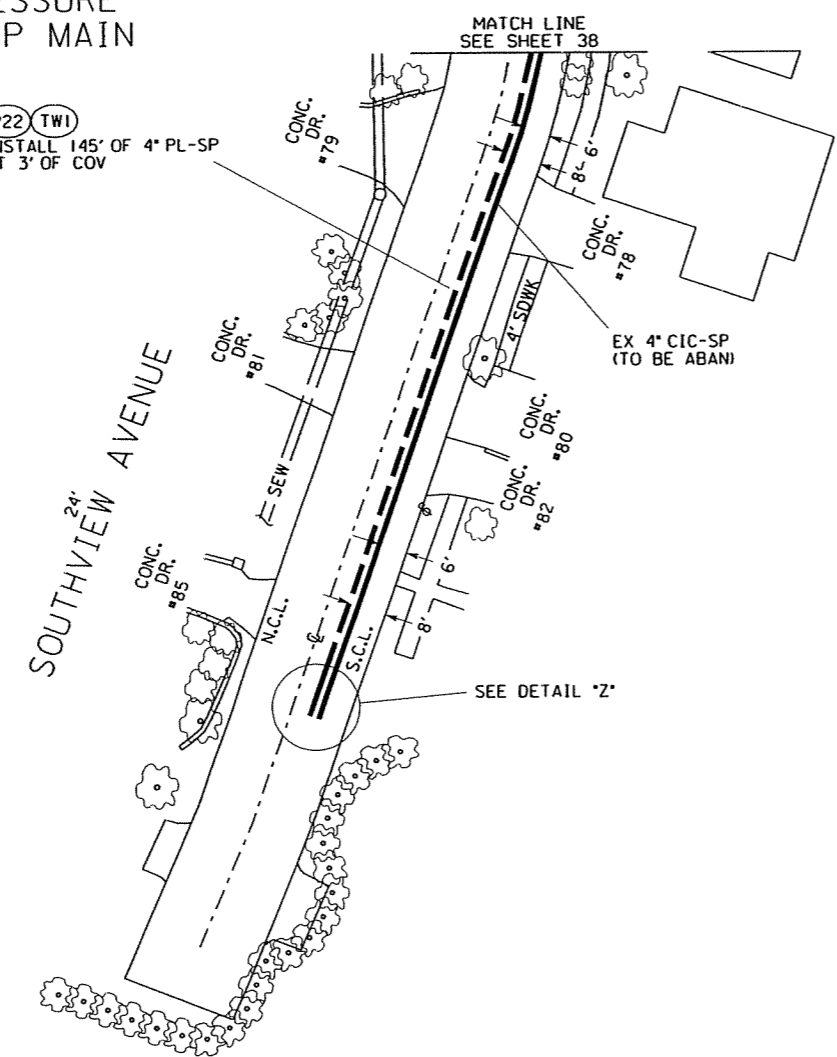 MATCH LINE
SEE SHEET 38
P MAIN
TW1
145' OF 4" PL-SP
3' OF COV
CONC.
DR.
#79
6'
8'
CONC.
DR.
#78
4' SDWK
EX 4" CIC-SP
(TO BE ABAN)
CONC.
DR.
#81
CONC.
DR.
#80
SEW
CONC.
DR.
#82
24'
SOUTHVIEW AVENUE
CONC.
DR.
#85
N.C.L.
S.C.L.
6'
8'
SEE DETAIL "Z"